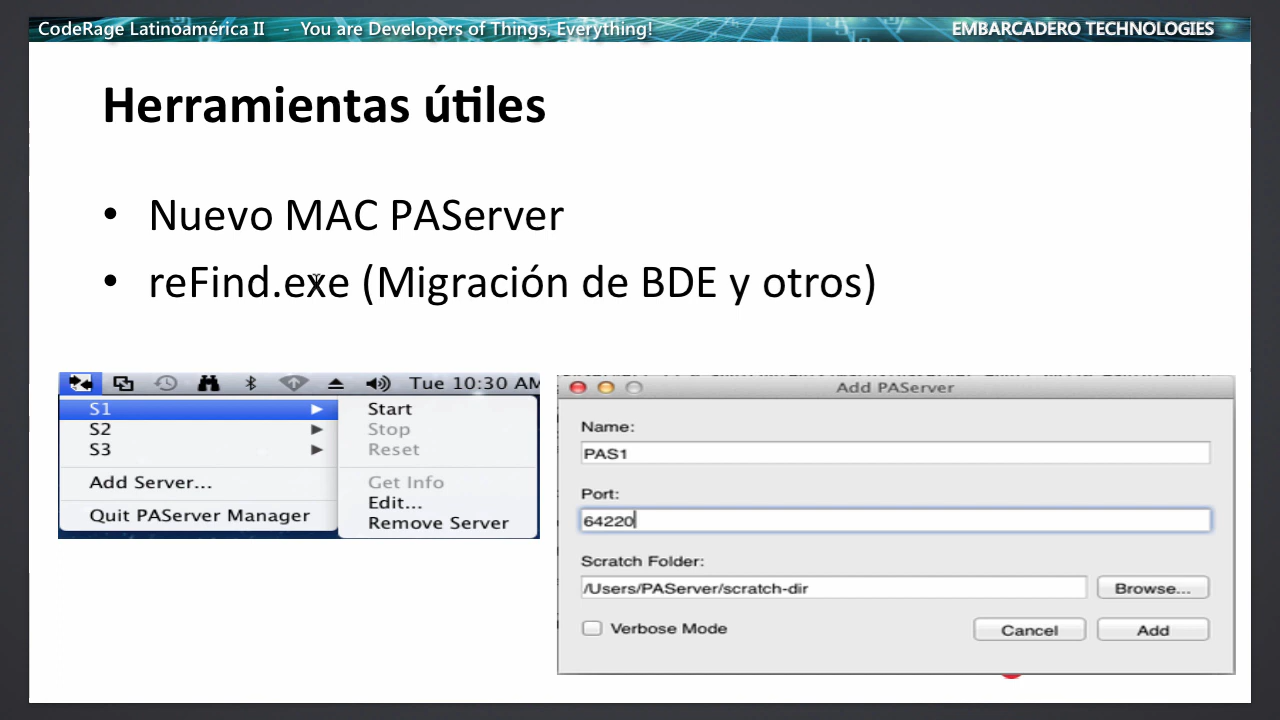 CodeRage Latinoamérica II - You are Developers of Things, Everything!
EMBARCADERO TECHNOLOGIES
Herramientas útiles
• Nuevo MAC PAServer
• reFind.exe (Migración de BDE y otros)
Tue 10:30 AM
S1
S2
S3
Add Server...
Quit PAServer Manager
Start
Stop
Reset
Get Info
Edit...
Remove Server
Add PAServer
Name:
PAS1
Port:
64220
Scratch Folder:
/Users/PAServer/scratch-dir
Browse...
Verbose Mode
Cancel
Add